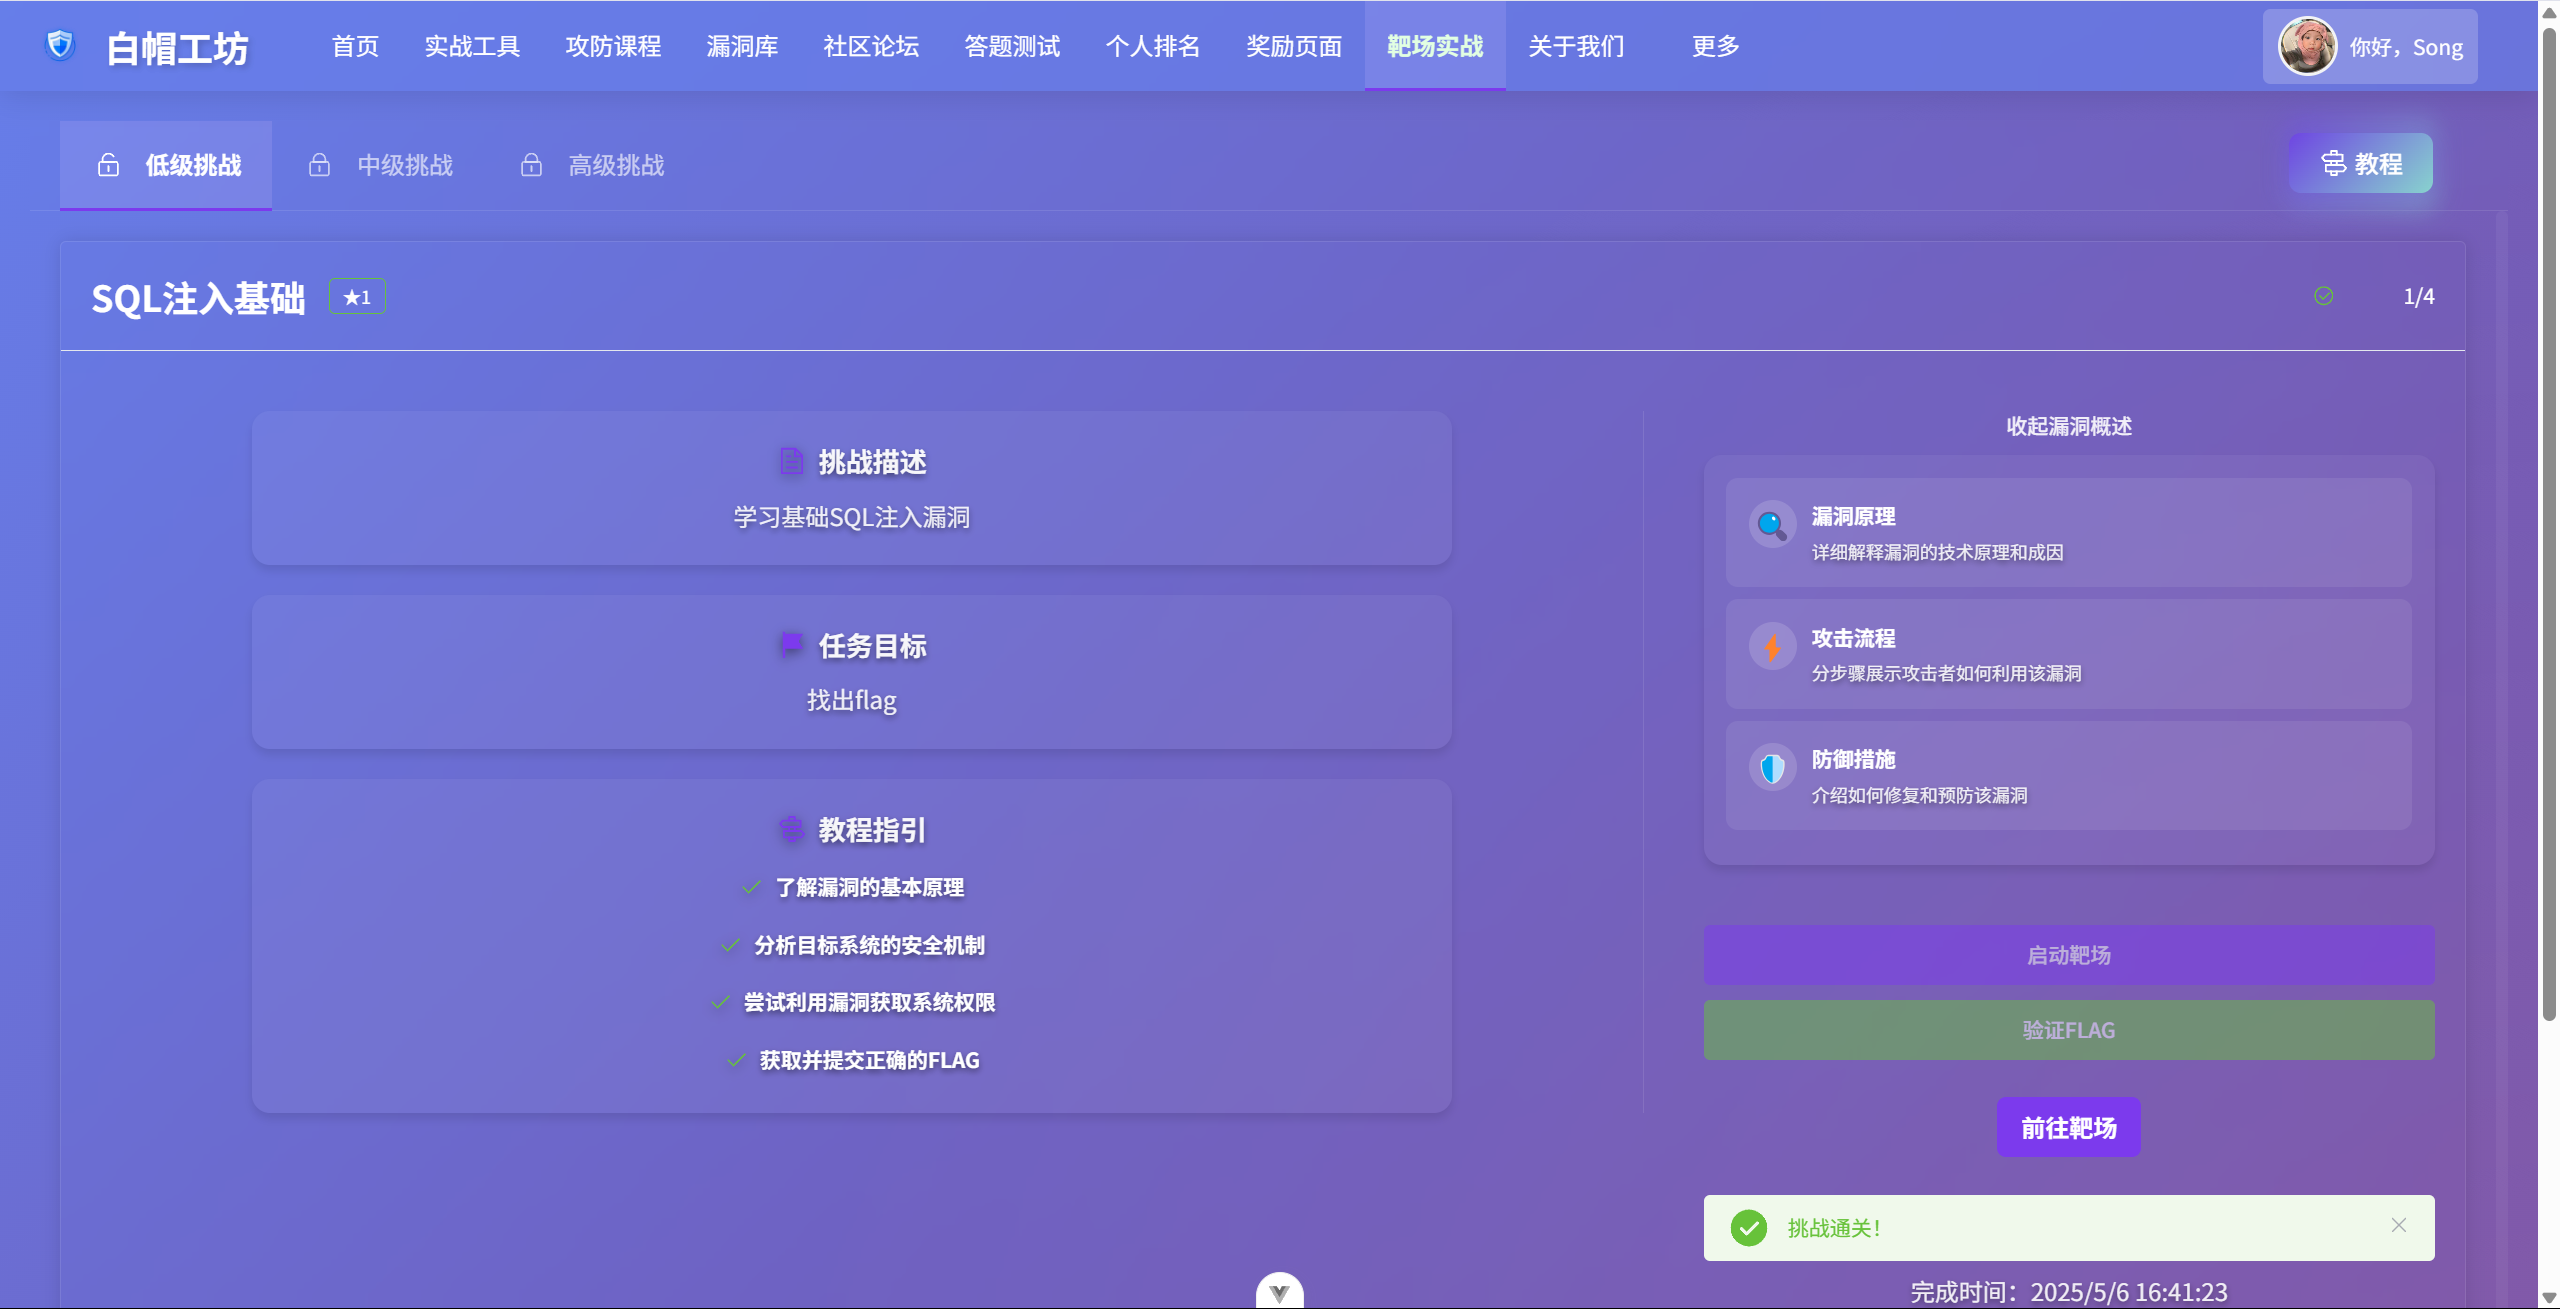 白帽工坊 首页 实战工具 攻防课程 漏洞库 社区论坛 答题测试 个人排名 奖励页面 靶场实战 关于我们 更多 你好，Song
低级挑战 中级挑战 高级挑战 教程
SQL注入基础 ★1 1/4
挑战描述
学习基础SQL注入漏洞
任务目标
找出flag
教程指引
了解漏洞的基本原理
分析目标系统的安全机制
尝试利用漏洞获取系统权限
获取并提交正确的FLAG
收起漏洞概述
漏洞原理
详细解释漏洞的技术原理和成因
攻击流程
分步骤展示攻击者如何利用该漏洞
防御措施
介绍如何修复和预防该漏洞
启动靶场
验证FLAG
前往靶场
挑战通关！
完成时间：2025/5/6 16:41:23